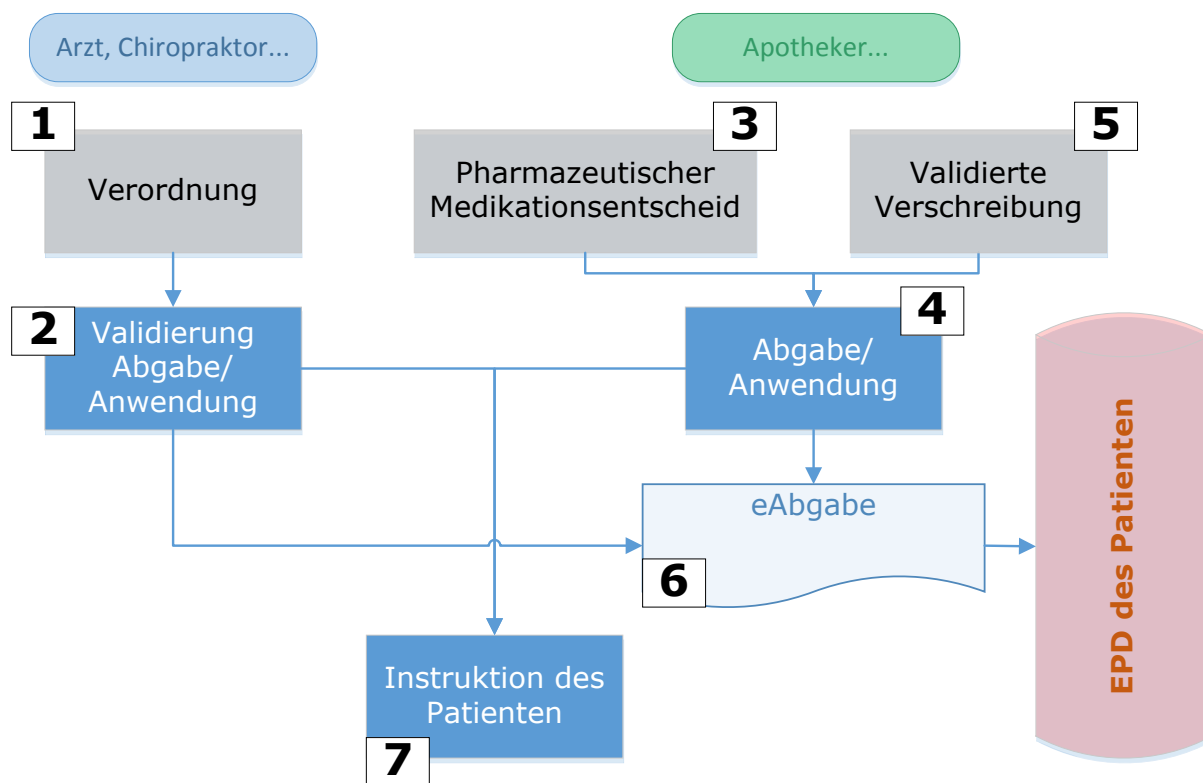 Arzt, Chiropraktor...
Apotheker...
1
Verordnung
3
Pharmazeutischer
Medikationsentscheid
5
Validierte
Verschreibung
2
Validierung
Abgabe/
Anwendung
4
Abgabe/
Anwendung
eAbgabe
6
EPD des Patienten
Instruktion des
Patienten
7